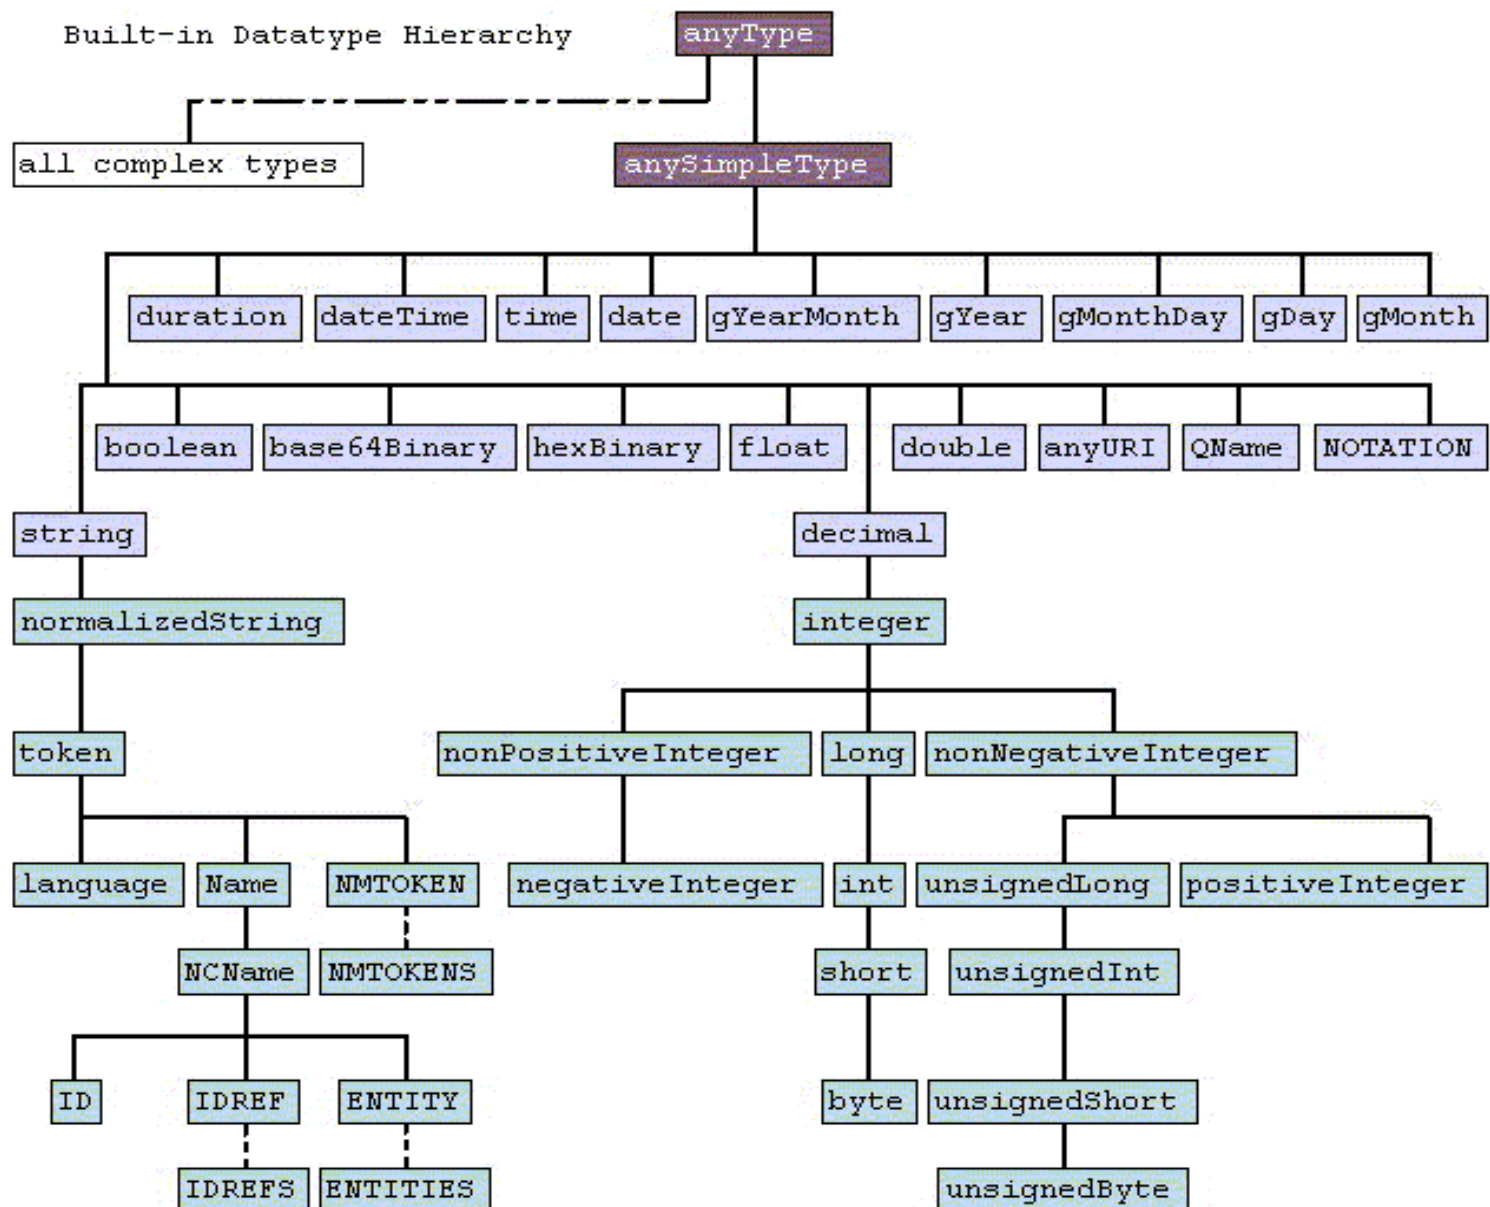 Built-in Datatype Hierarchy
anyType
all complex types
anySimpleType
duration
dateTime
time
date
gYearMonth
gYear
gMonthDay
gDay
gMonth
boolean
base64Binary
hexBinary
float
double
anyURI
QName
NOTATION
string
decimal
normalizedString
integer
token
nonPositiveInteger
long
nonNegativeInteger
language
Name
NMTOKEN
negativeInteger
int
unsignedLong
positiveInteger
NCName
NMTOKENS
short
unsignedInt
ID
IDREF
ENTITY
byte
unsignedShort
IDREFS
ENTITIES
unsignedByte